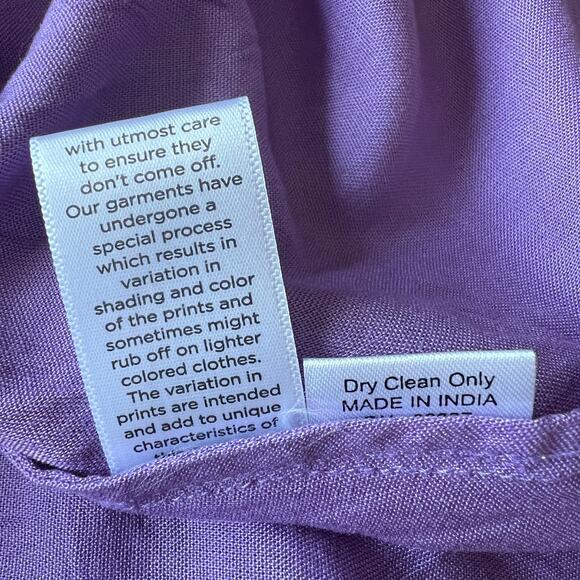 with utmost care
to ensure they
don't come off.
Our garments have
undergone a
special process
which results in
variation in
shading and color
of the prints and
sometimes might
rub off on lighter
colored clothes.
The variation in
prints are intended
and add to unique
characteristics of
Dry Clean Only
MADE IN INDIA